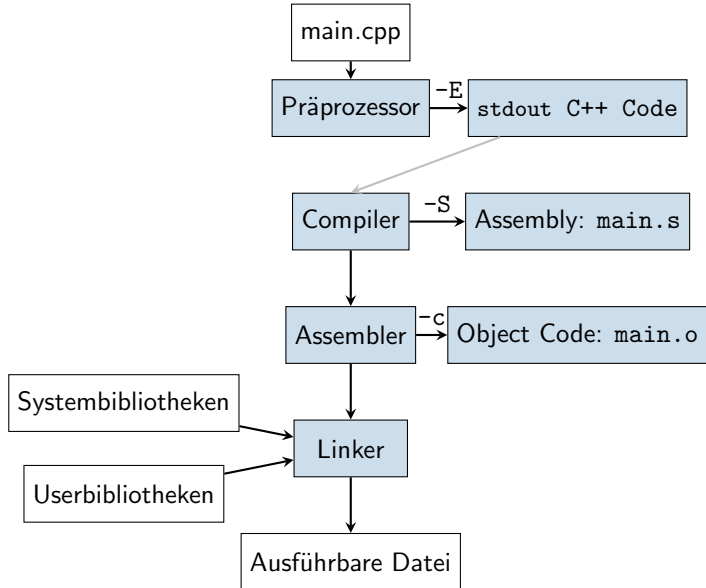 main.cpp
Präprozessor
-E
stdout C++ Code
Compiler
-S
Assembly: main.s
Assembler
-c
Object Code: main.o
Systembibliotheken
Linker
Userbibliotheken
Ausführbare Datei